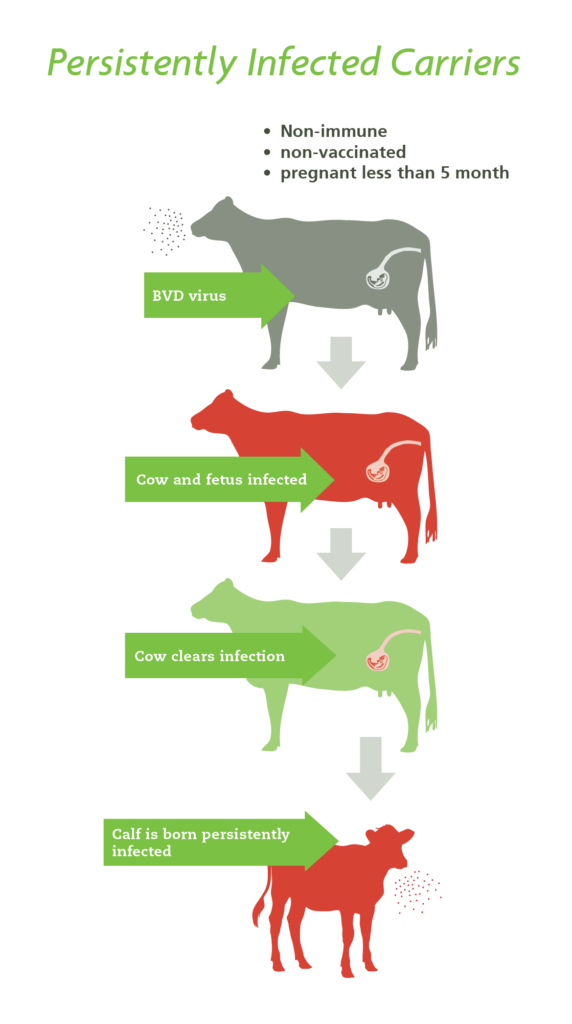 Persistently Infected Carriers
• Non-immune
• non-vaccinated
• pregnant less than 5 month
BVD virus
Cow and fetus infected
Cow clears infection
Calf is born persistently
infected